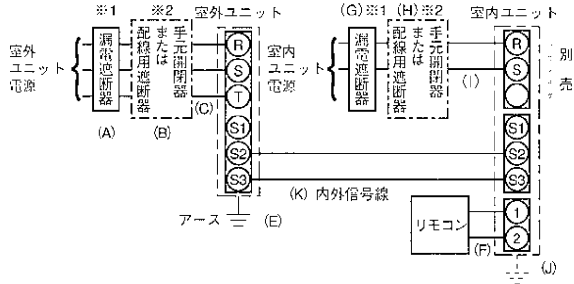 ※1
※2
室外ユニット
(G)※1
(H)※2
室内ユニット
室外
ユニット
電源
漏電遮断器
手元開閉器
または
配線用遮断器
R
S
T
S1
S2
S3
(A)
(B)
(C)
室内
ユニット
電源
漏電遮断器
手元開閉器
または
配線用遮断器
(I)
R
S
別売
S1
S2
S3
(K) 内外信号線
アース
(E)
リモコン
(F)
1
2
(J)